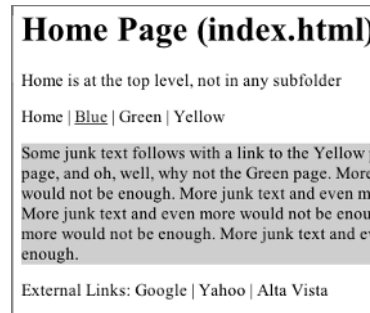 Home Page (index.html)
Home is at the top level, not in any subfolder
Home | Blue | Green | Yellow
Some junk text follows with a link to the Yellow
page, and oh, well, why not the Green page. More
would not be enough. More junk text and even m
More junk text and even more would not be enou
more would not be enough. More junk text and e
enough.
External Links: Google | Yahoo | Alta Vista